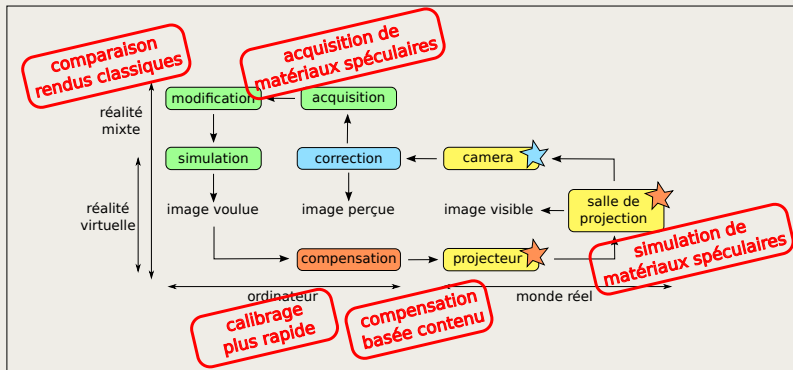 comparaison
rendus classiques
acquisition de
matériaux spéculaires
modification
acquisition
réalité
mixte
simulation
correction
camera
réalité
virtuelle
image voulue
image perçue
image visible
salle de
projection
compensation
projecteur
simulation de
matériaux spéculaires
ordinateur
monde réel
calibrage
plus rapide
compensation
basée contenu